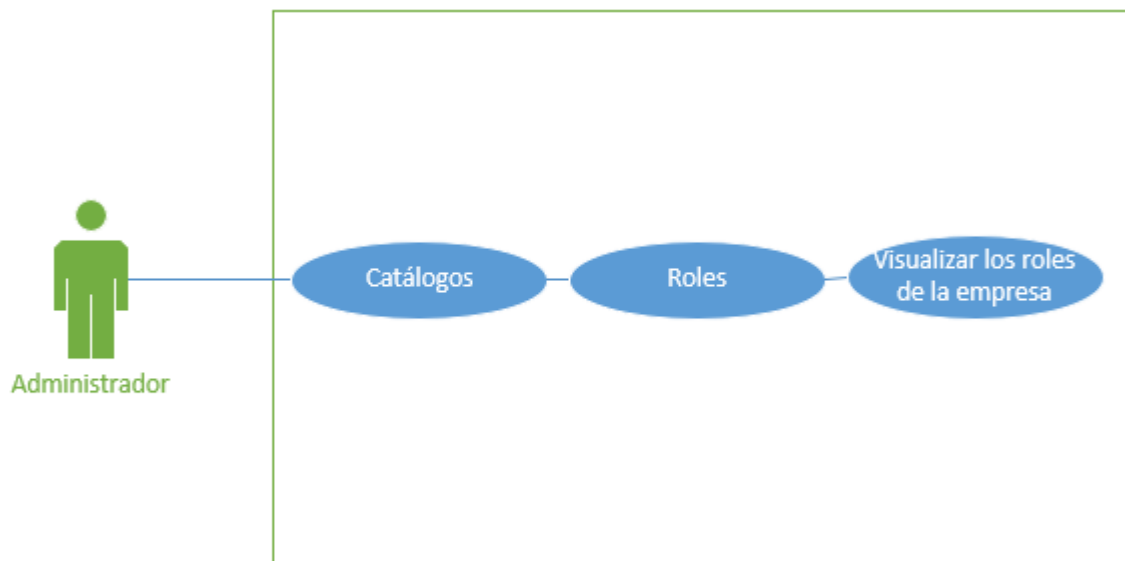 Catálogos
Roles
Visualizar los roles
de la empresa
Administrador